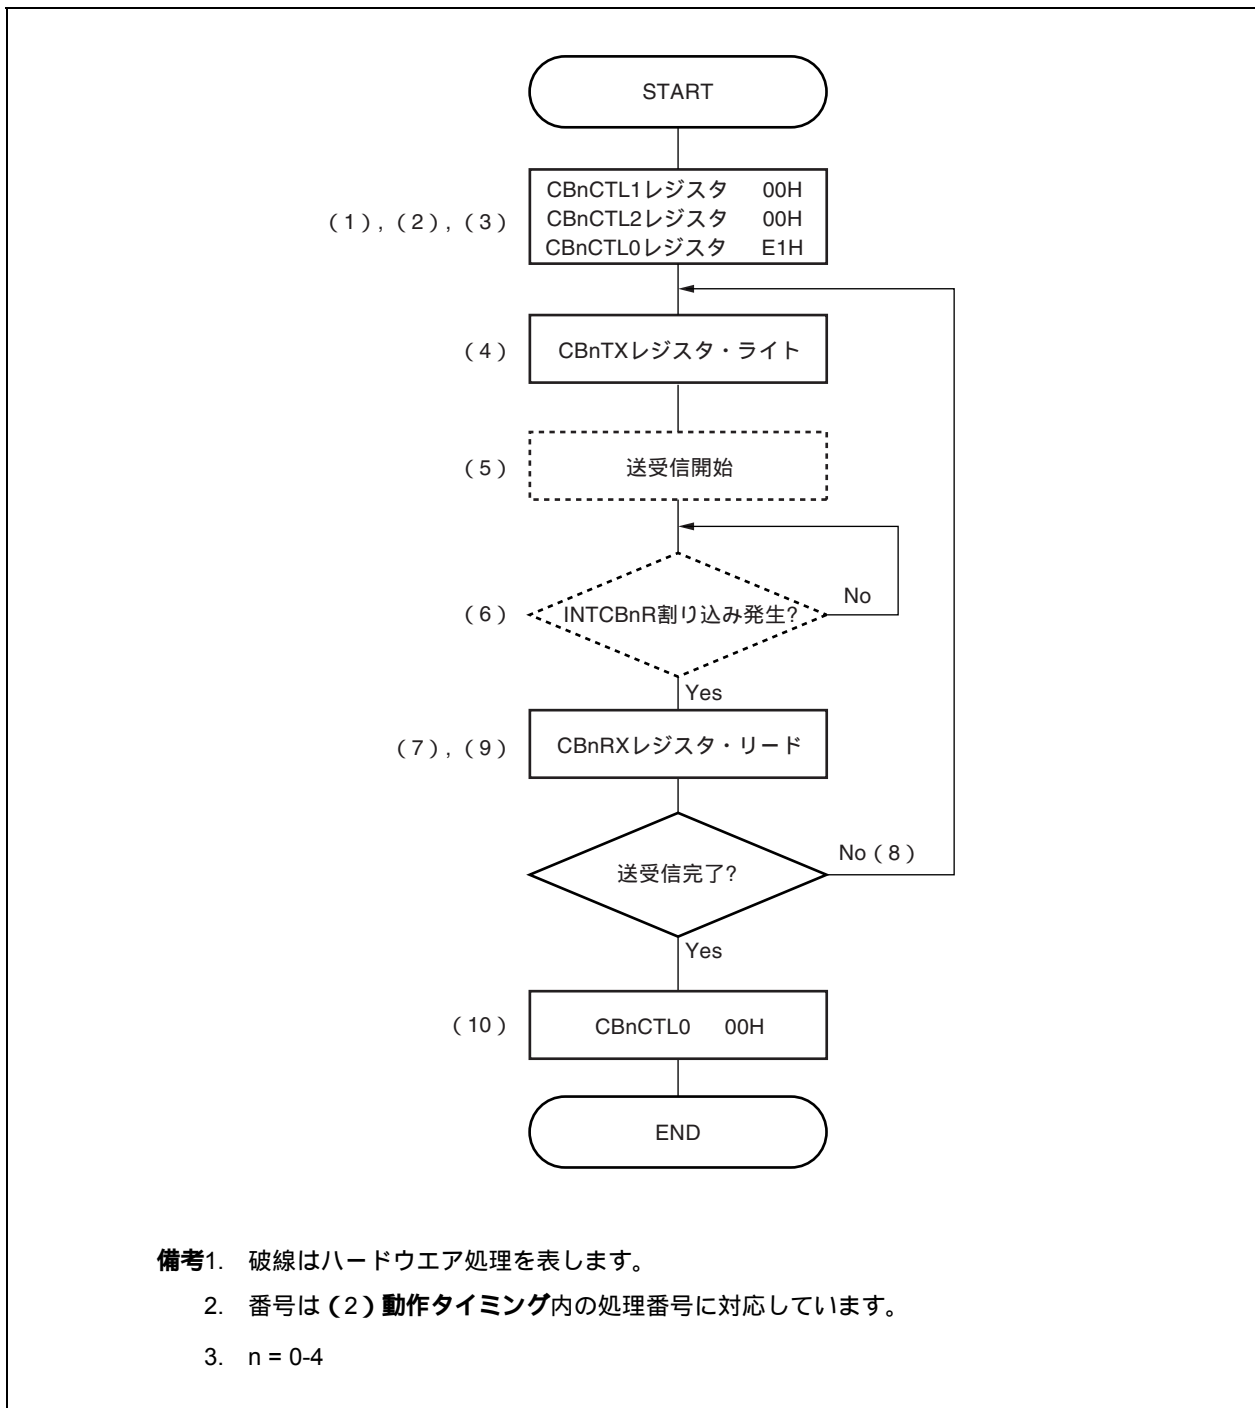 START
(1), (2), (3)
CBnCTL1レジスタ 00H
CBnCTL2レジスタ 00H
CBnCTL0レジスタ E1H
(4)
CBnTXレジスタ・ライト
(5)
送受信開始
(6)
INTCBnR割り込み発生?
No
Yes
(7), (9)
CBnRXレジスタ・リード
送受信完了?
No(8)
Yes
(10)
CBnCTL0 00H
END
備考1. 破線はハードウエア処理を表します。
2. 番号は(2)動作タイミング内の処理番号に対応しています。
3. n = 0-4